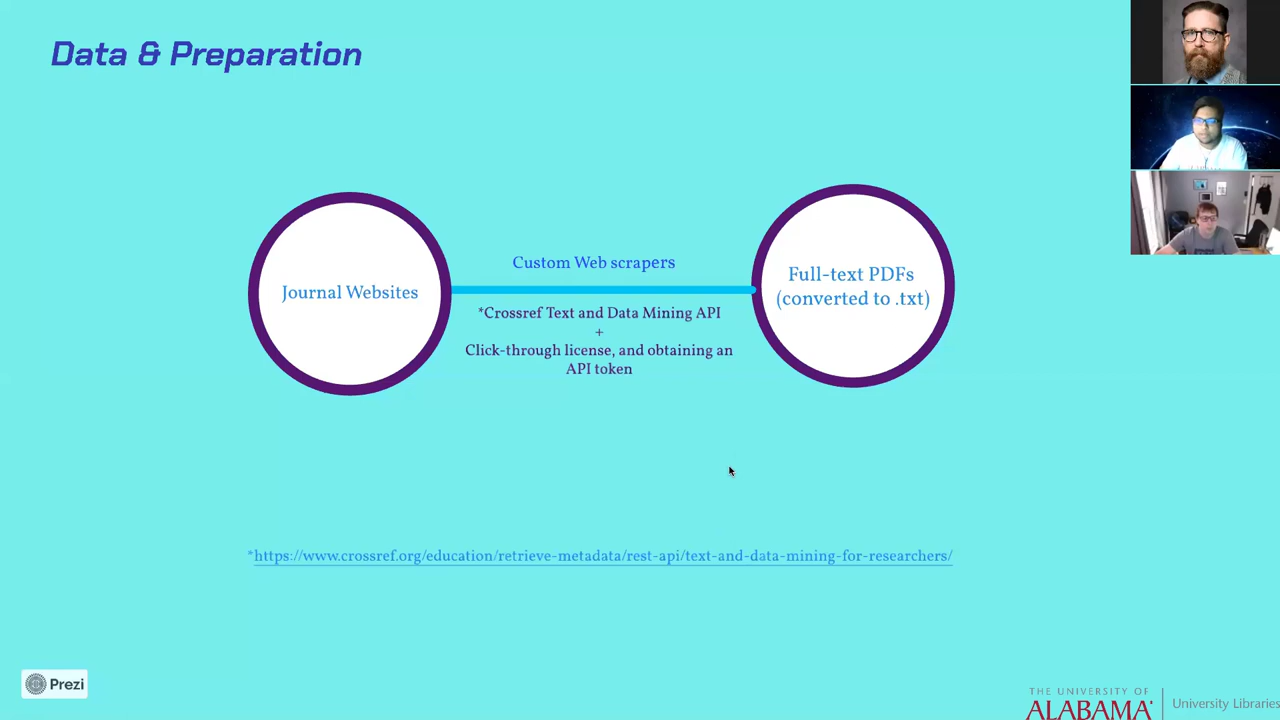 Data & Preparation
Journal Websites
Custom Web scrapers
*Crossref Text and Data Mining API
+
Click-through license, and obtaining an
API token
Full-text PDFs
(converted to .txt)
*https://www.crossref.org/education/retrieve-metadata/rest-api/text-and-data-mining-for-researchers/
Prezi
THE UNIVERSITY OF
ALABAMA
University Libraries